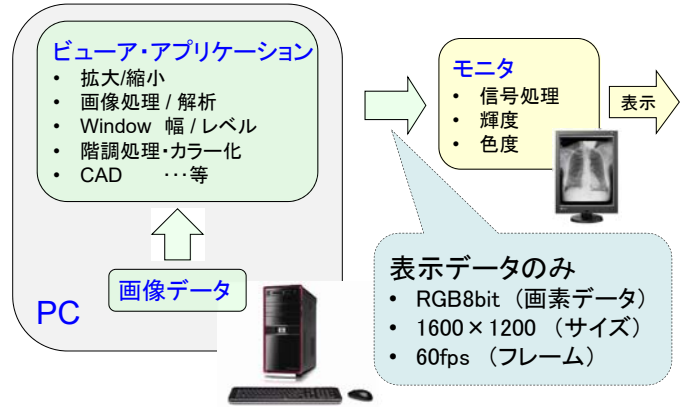 ビューア・アプリケーション
• 拡大/縮小
• 画像処理 / 解析
• Window 幅 / レベル
• 階調処理・カラー化
• CAD ･･･等
画像データ
PC
モニタ
• 信号処理
• 輝度
• 色度
表示
表示データのみ
• RGB8bit （画素データ）
• 1600×1200 （サイズ）
• 60fps （フレーム）